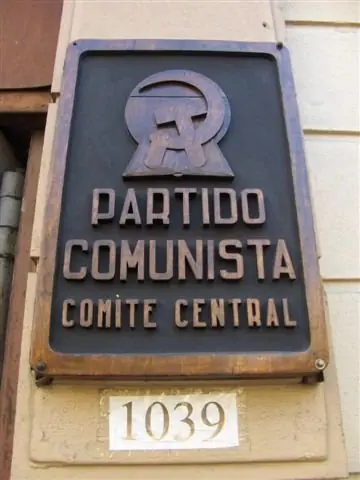 PARTIDO
COMUNISTA
COMITE CENTRAL
1039